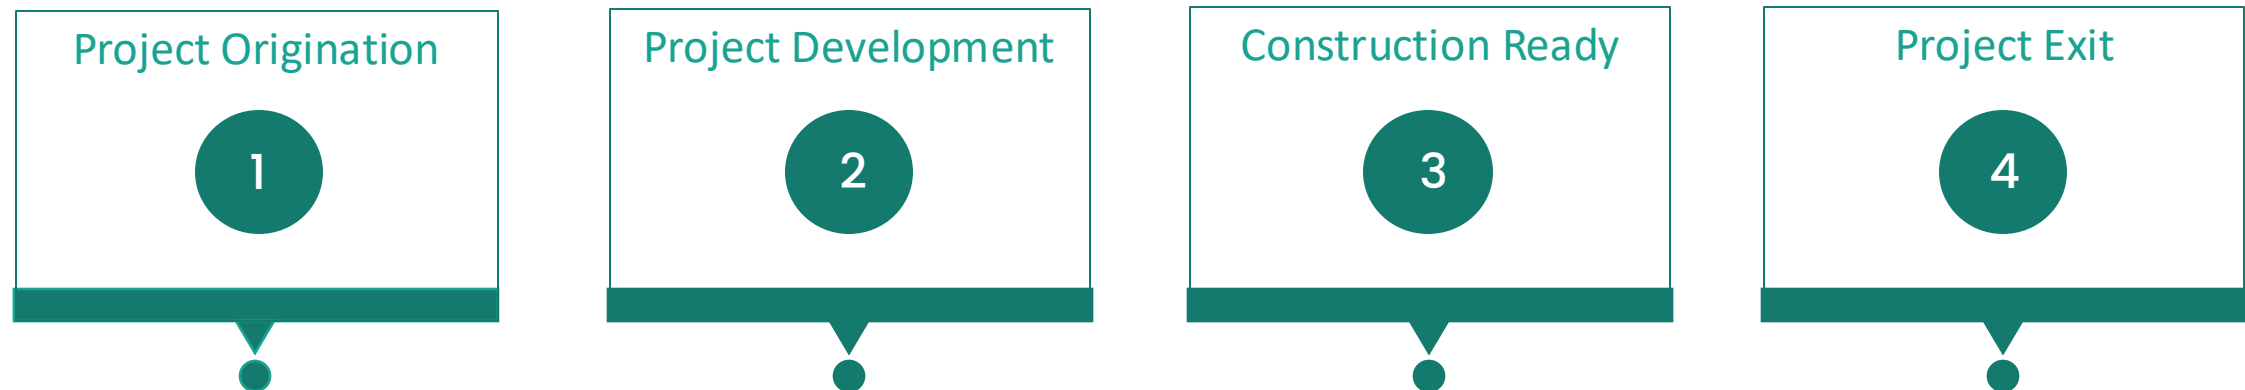 Project Origination
1
Project Development
2
Construction Ready
3
Project Exit
4